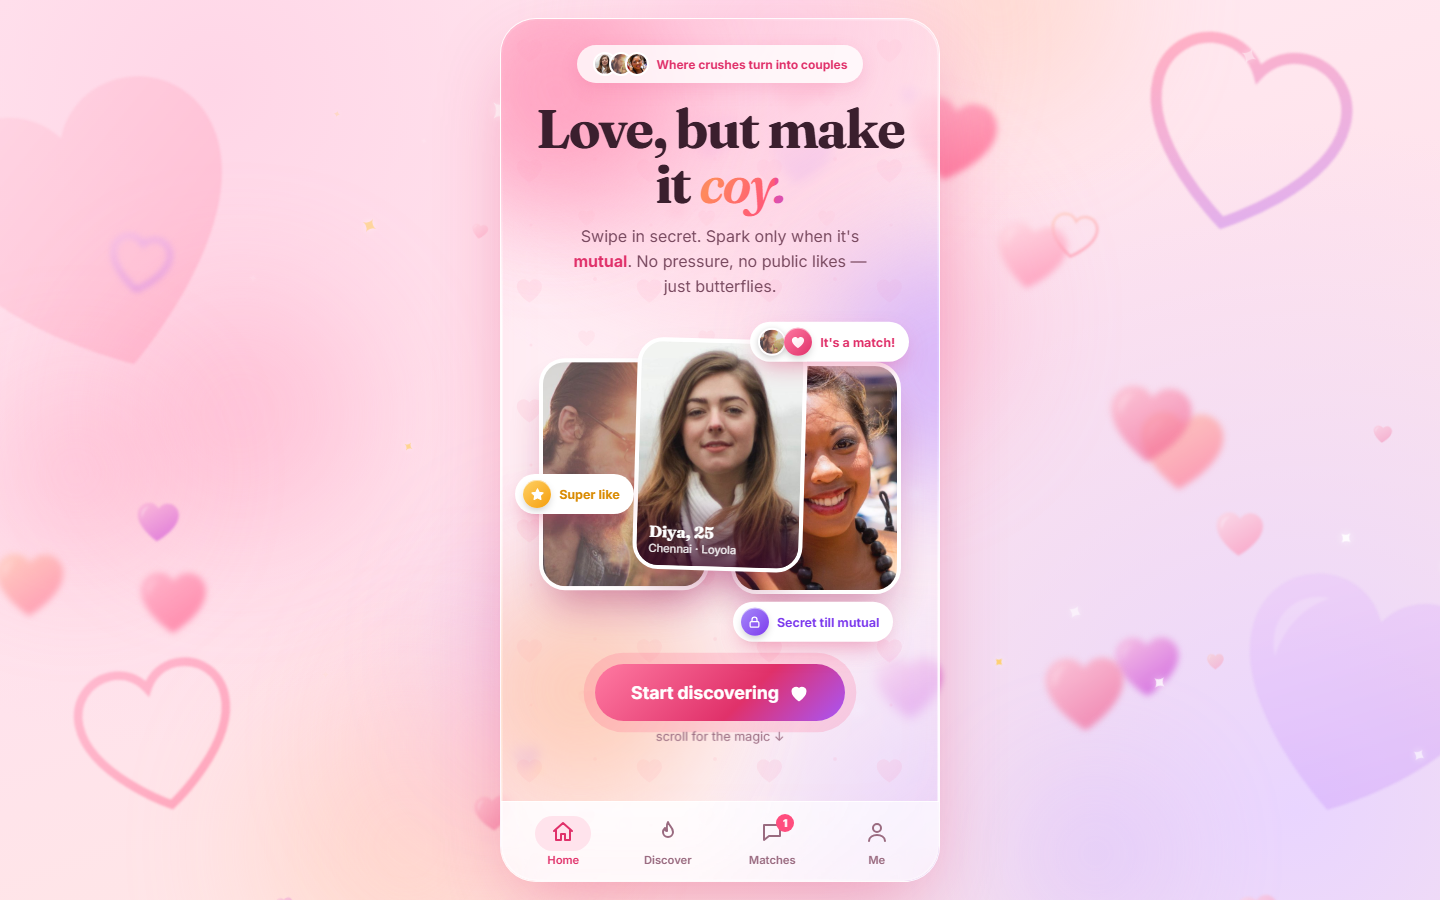 Where crushes turn into couples
Love, but make
it coy.
Swipe in secret. Spark only when it's
mutual. No pressure, no public likes —
just butterflies.
It's a match!
Super like
Diya, 25
Chennai · Loyola
Secret till mutual
Start discovering
scroll for the magic ↓
1
Home
Discover
Matches
Me